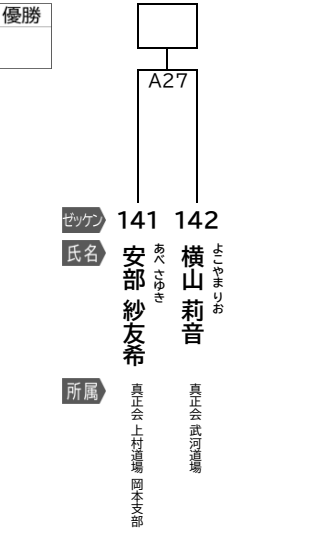 優勝
A27
ゼッケン 141 142
氏名
安部 紗友希
あべ さゆき
横山 莉音
よこやま りお
所属
真正会 上村道場 岡本支部
真正会 武河道場